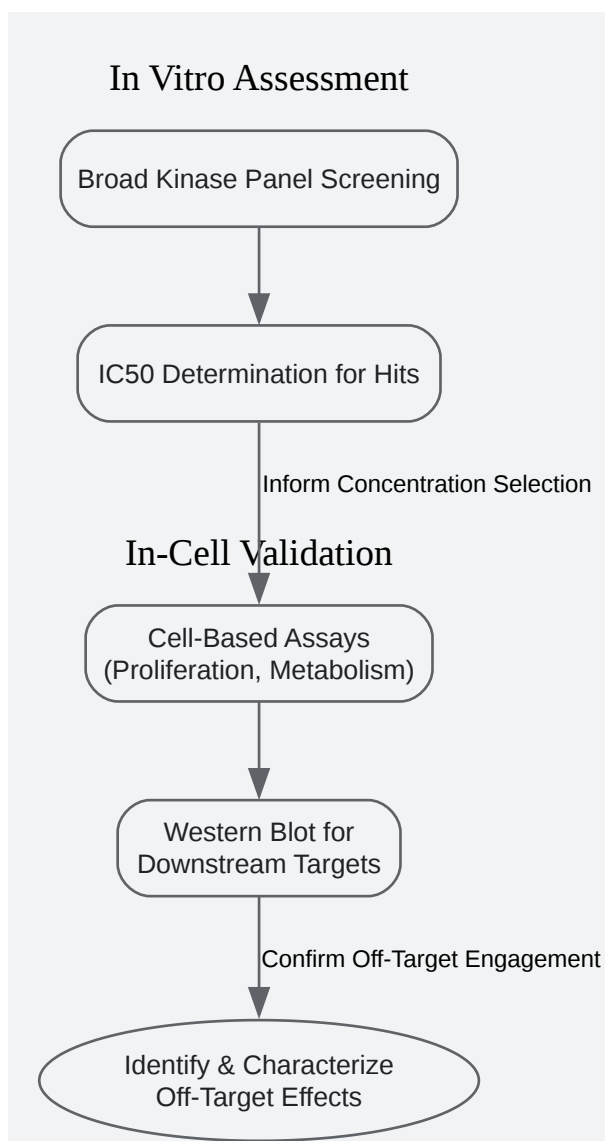 In Vitro Assessment
Broad Kinase Panel Screening
IC50 Determination for Hits
Inform Concentration Selection
In-Cell Validation
Cell-Based Assays
(Proliferation, Metabolism)
Western Blot for
Downstream Targets
Confirm Off-Target Engagement
Identify & Characterize
Off-Target Effects